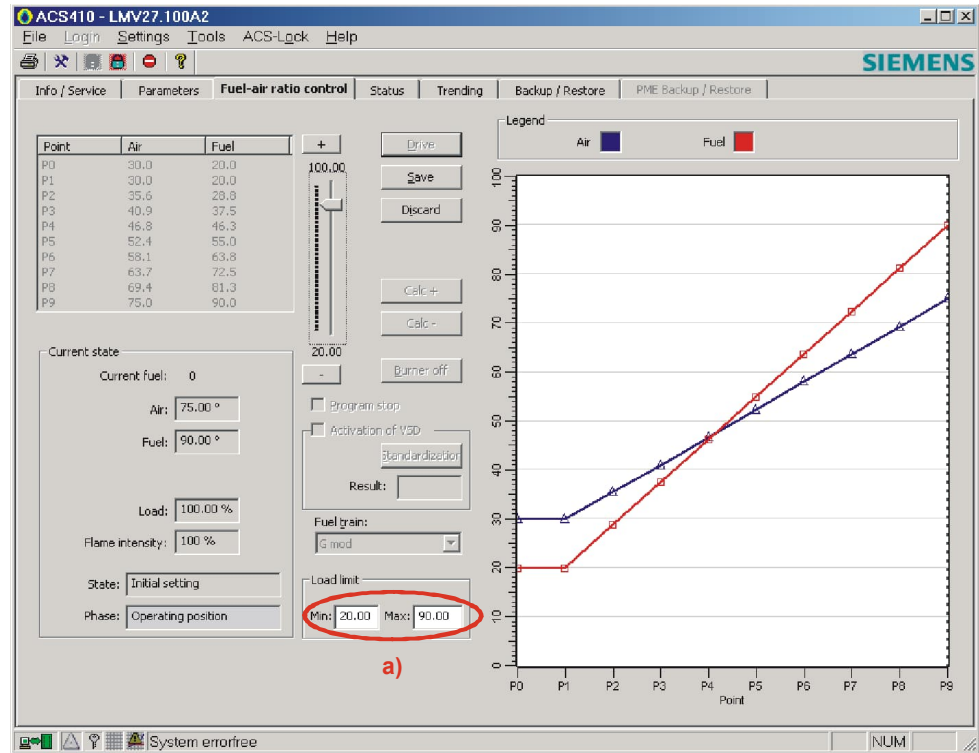 ACS410 - LMV27.100A2
File Login Settings Tools ACS-Lock Help
SIEMENS
Info / Service Parameters Fuel-air ratio control Status Trending Backup / Restore PME Backup / Restore
Point Air Fuel
P0 30.0 20.0
P1 30.0 20.0
P2 35.6 28.8
P3 40.9 37.5
P4 46.8 46.3
P5 52.4 55.0
P6 58.1 63.8
P7 63.7 72.5
P8 69.4 81.3
P9 75.0 90.0
+
100.00
20.00
-
Drive
Save
Discard
Calc +
Calc -
Burner off
Program stop
Activation of VSD
Standardization
Result:
Fuel train:
G mod
Load limit
Min: 20.00 Max: 90.00
a)
Current state
Current fuel: 0
Air: 75.00 °
Fuel: 90.00 °
Load: 100.00 %
Flame intensity: 100 %
State: Initial setting
Phase: Operating position
Legend
Air Fuel
100
90
80
70
60
50
40
30
20
10
0
P0 P1 P2 P3 P4 P5 P6 P7 P8 P9
Point
System errorfree
NUM